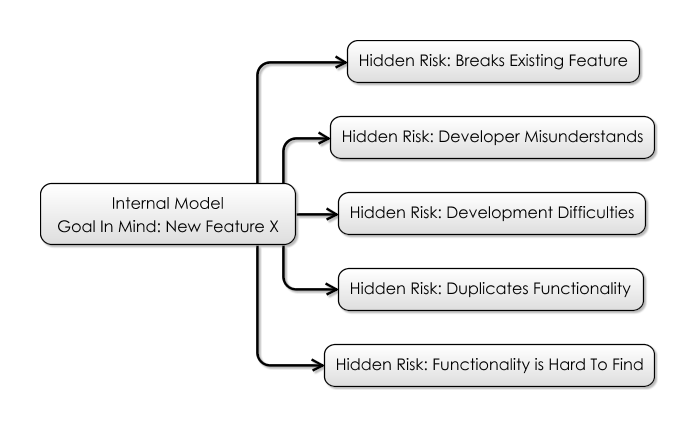 Hidden Risk: Breaks Existing Feature
Hidden Risk: Developer Misunderstands
Internal Model
Goal In Mind: New Feature X
Hidden Risk: Development Difficulties
Hidden Risk: Duplicates Functionality
Hidden Risk: Functionality is Hard To Find